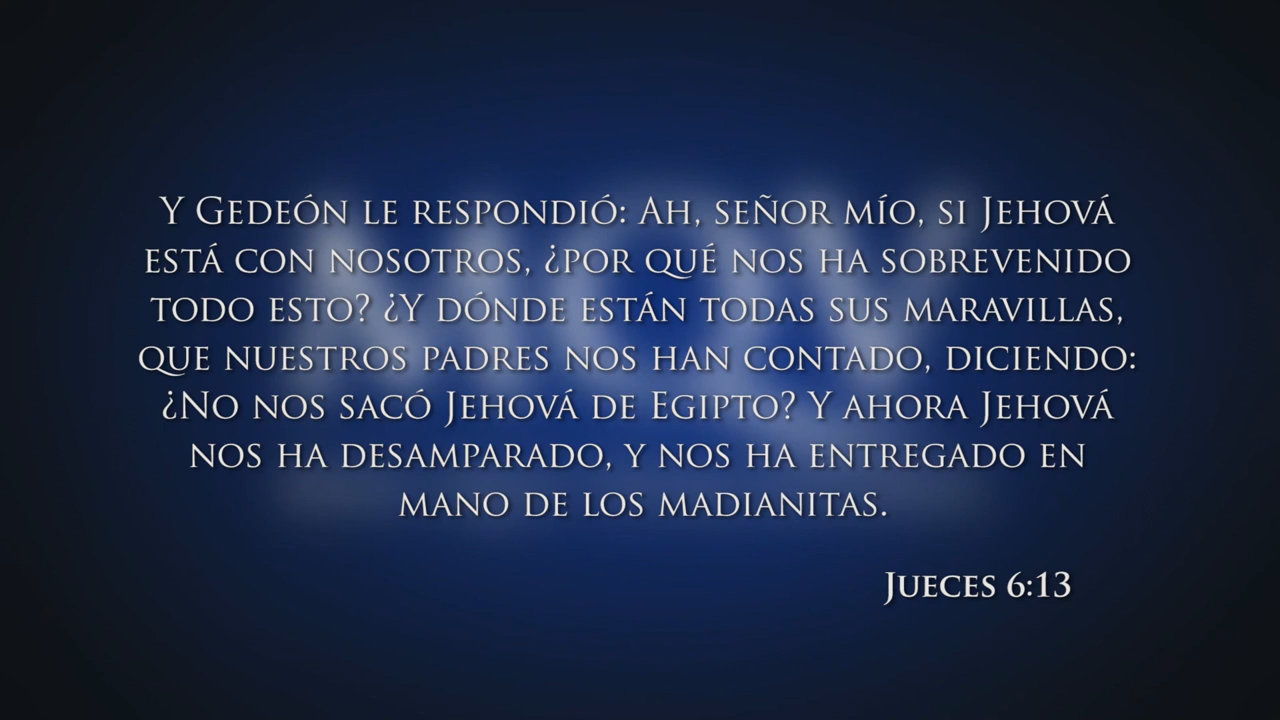 Y Gedeón le respondió: Ah, señor mío, si Jehová
está con nosotros, ¿por qué nos ha sobrevenido
todo esto? ¿Y dónde están todas sus maravillas,
que nuestros padres nos han contado, diciendo:
¿No nos sacó Jehová de Egipto? Y ahora Jehová
nos ha desamparado, y nos ha entregado en
mano de los madianitas.
Jueces 6:13